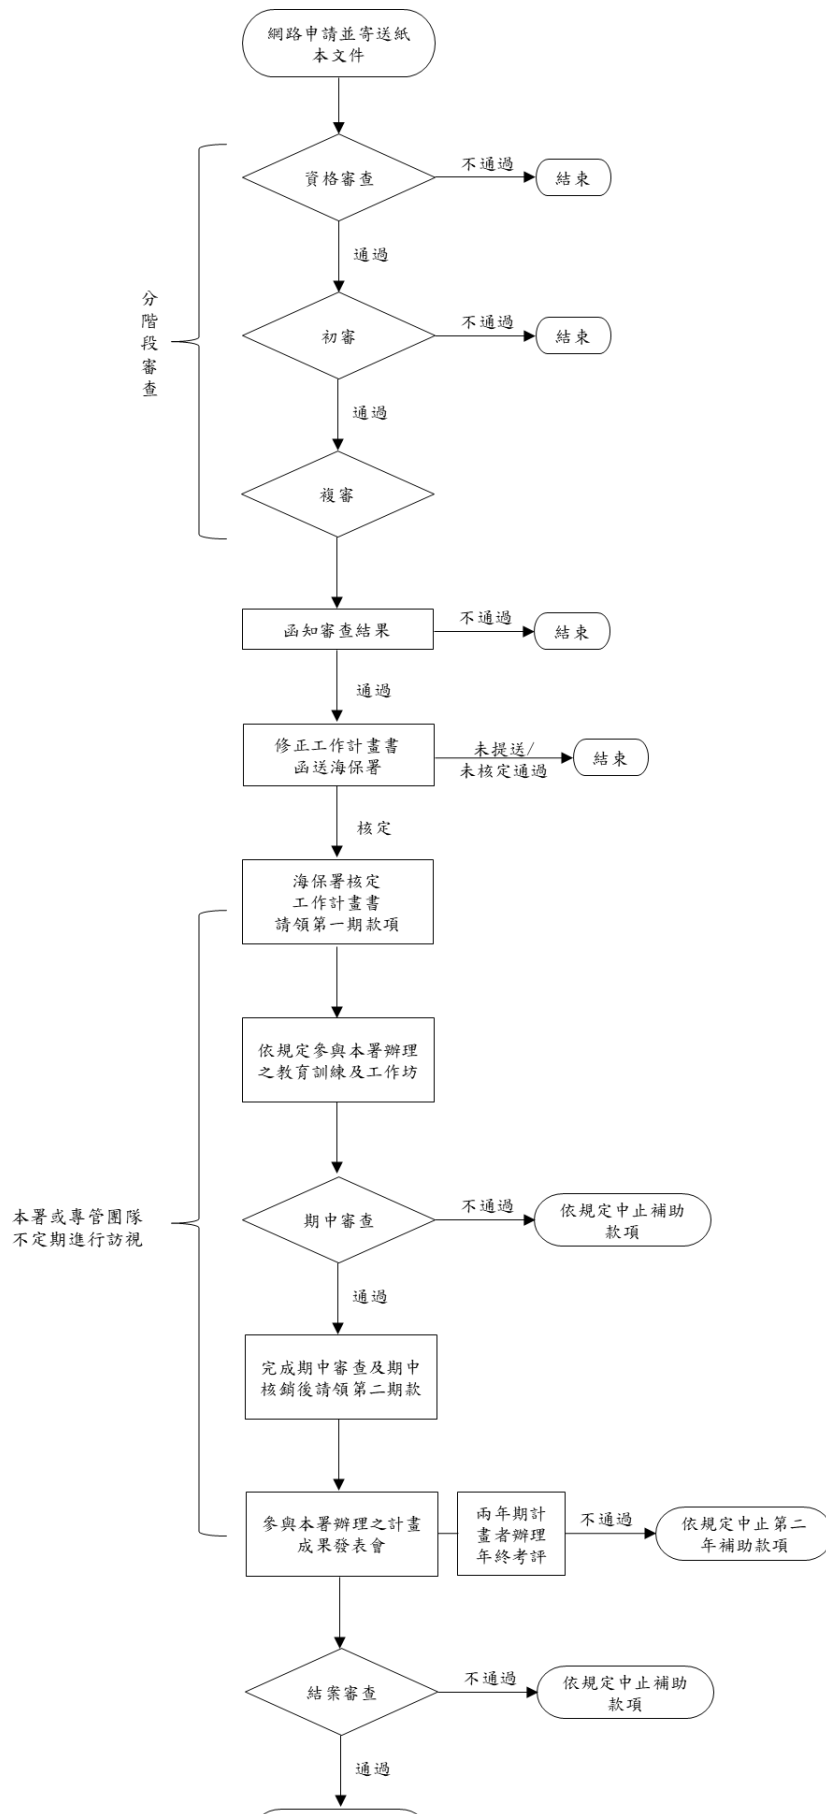 網路申請並寄送紙
本文件
資格審查
不通過
結束
通過
分
階
段
審
查
初審
不通過
結束
通過
複審
函知審查結果
不通過
結束
通過
修正工作計畫書
函送海保署
未提送/
未核定通過
結束
核定
海保署核定
工作計畫書
請領第一期款項
依規定參與本署辦理
之教育訓練及工作坊
本署或專管團隊
不定期進行訪視
期中審查
不通過
依規定中止補助
款項
通過
完成期中審查及期中
核銷後請領第二期款
參與本署辦理之計畫
成果發表會
兩年期計
畫者辦理
年終考評
不通過
依規定中止第二
年補助款項
結案審查
不通過
依規定中止補助
款項
通過